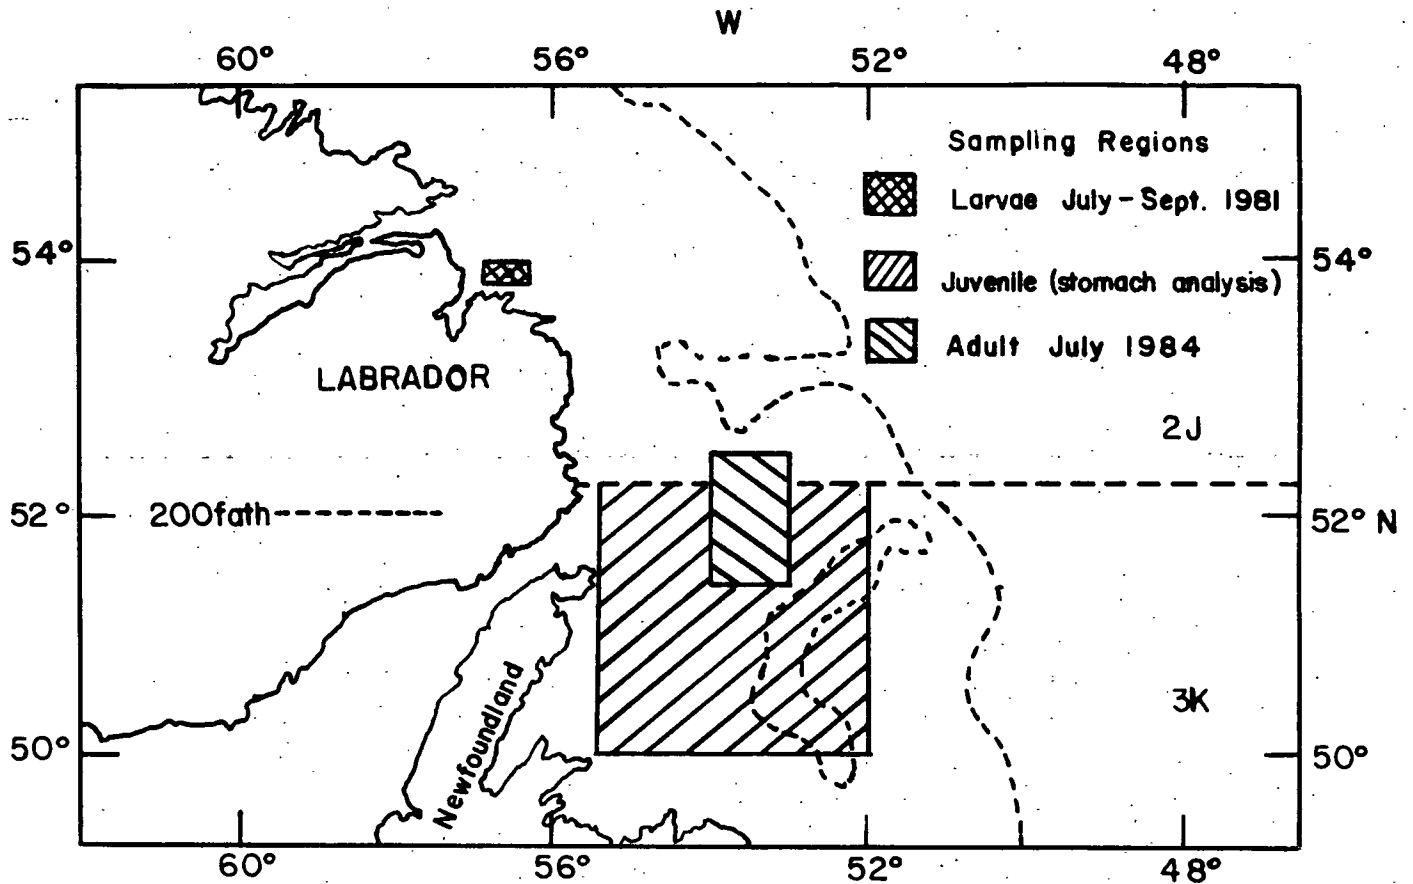 W
60° 56° 52° 48°
Sampling Regions
Larvae July - Sept. 1981
54° 54°
Juvenile (stomach analysis)
Adult July 1984
LABRADOR
2J
52° 200fath 52° N
3K
Newfoundland
50° 50°
60° 56° 52° 48°